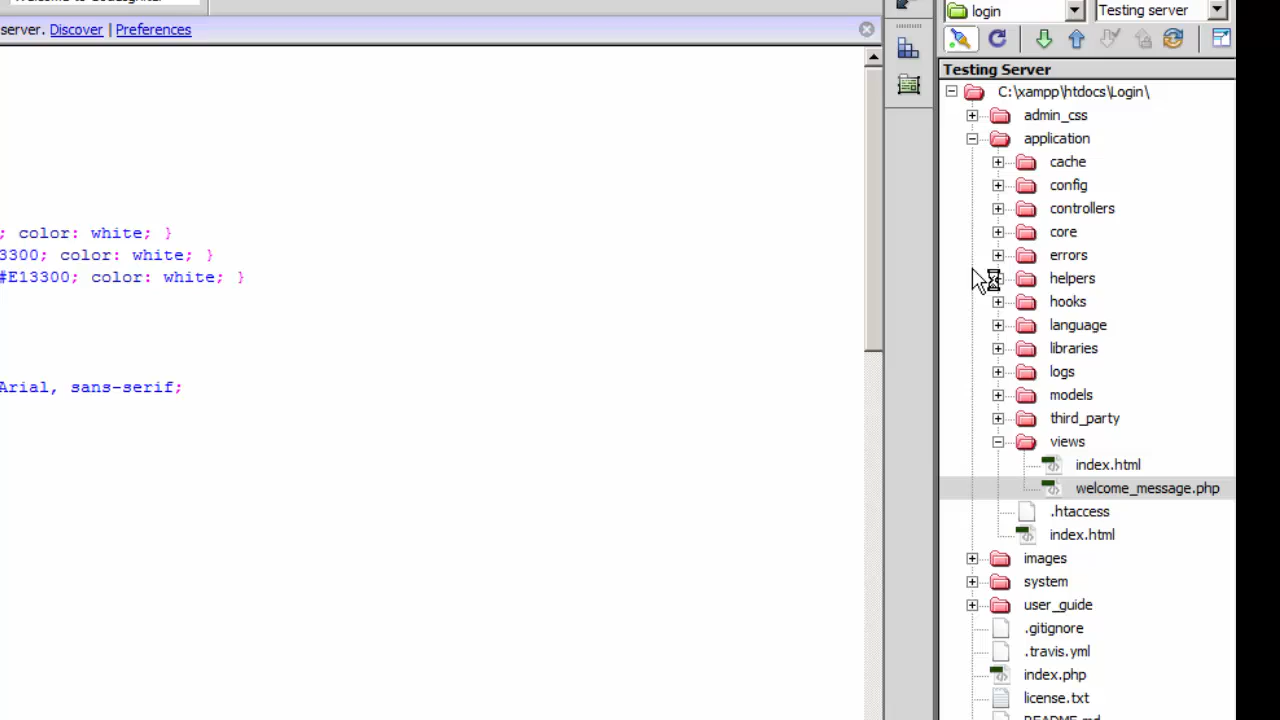 login
Testing server
server. Discover | Preferences
Testing Server
C:\xampp\htdocs\Login\
admin_css
application
cache
config
controllers
core
errors
helpers
hooks
language
libraries
logs
models
third_party
views
index.html
welcome_message.php
.htaccess
index.html
images
system
user_guide
.gitignore
.travis.yml
index.php
license.txt
README.md
; color: white; }
3300; color: white; }
#E13300; color: white; }
Arial, sans-serif;